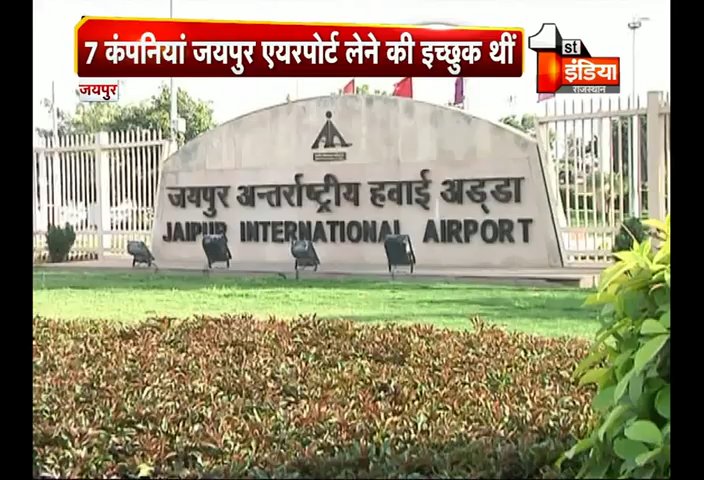 7 कंपनियां जयपुर एयरपोर्ट लेने की इच्छुक थीं
1st
इंडिया
राजस्थान
जयपुर
जयपुर अन्तर्राष्ट्रीय हवाई अड्डा
JAIPUR INTERNATIONAL AIRPORT